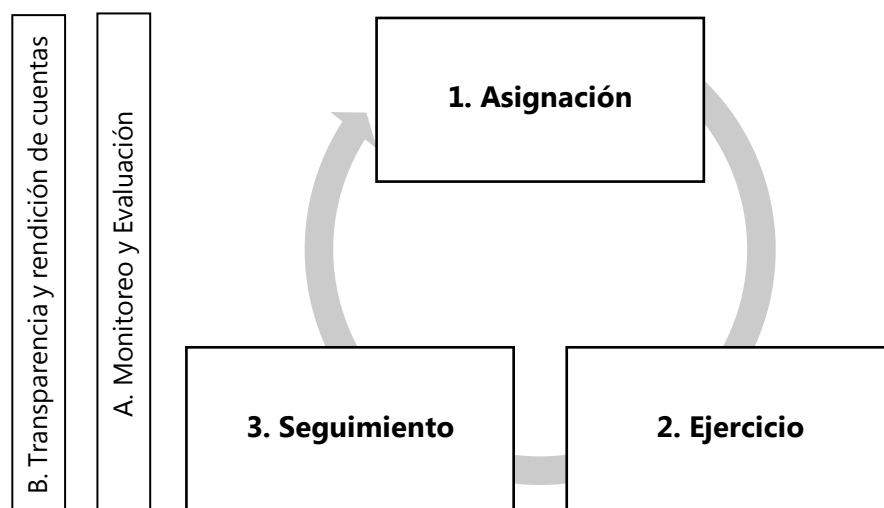 B. Transparencia y rendición de cuentas
A. Monitoreo y Evaluación
1. Asignación
3. Seguimiento
2. Ejercicio